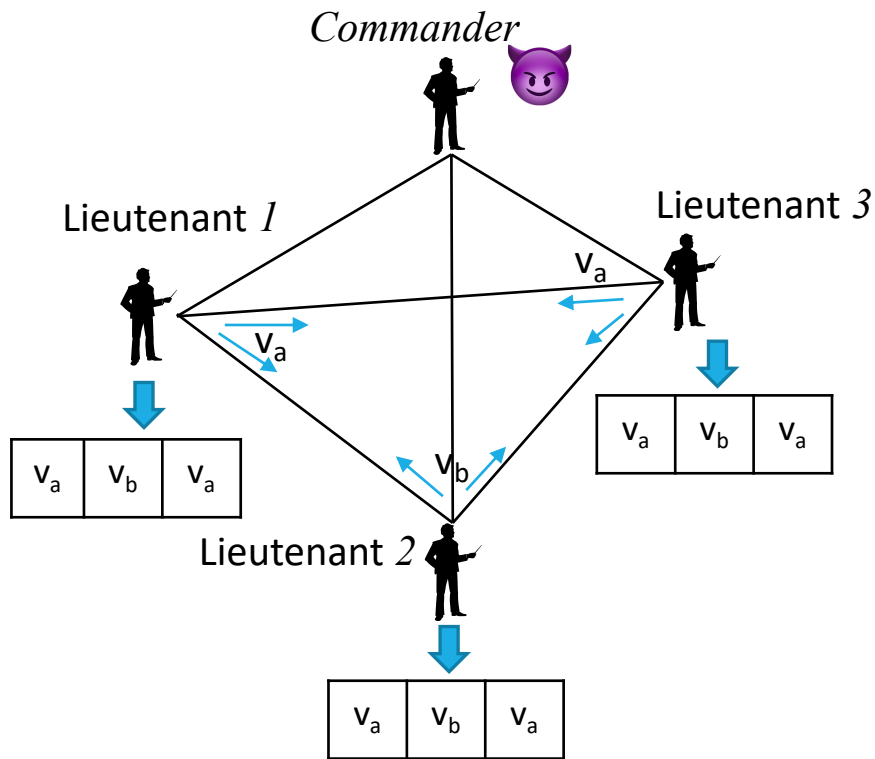 Commander
Lieutenant 1
Lieutenant 3
va
va
va vb va
va vb va
vb
Lieutenant 2
va vb va